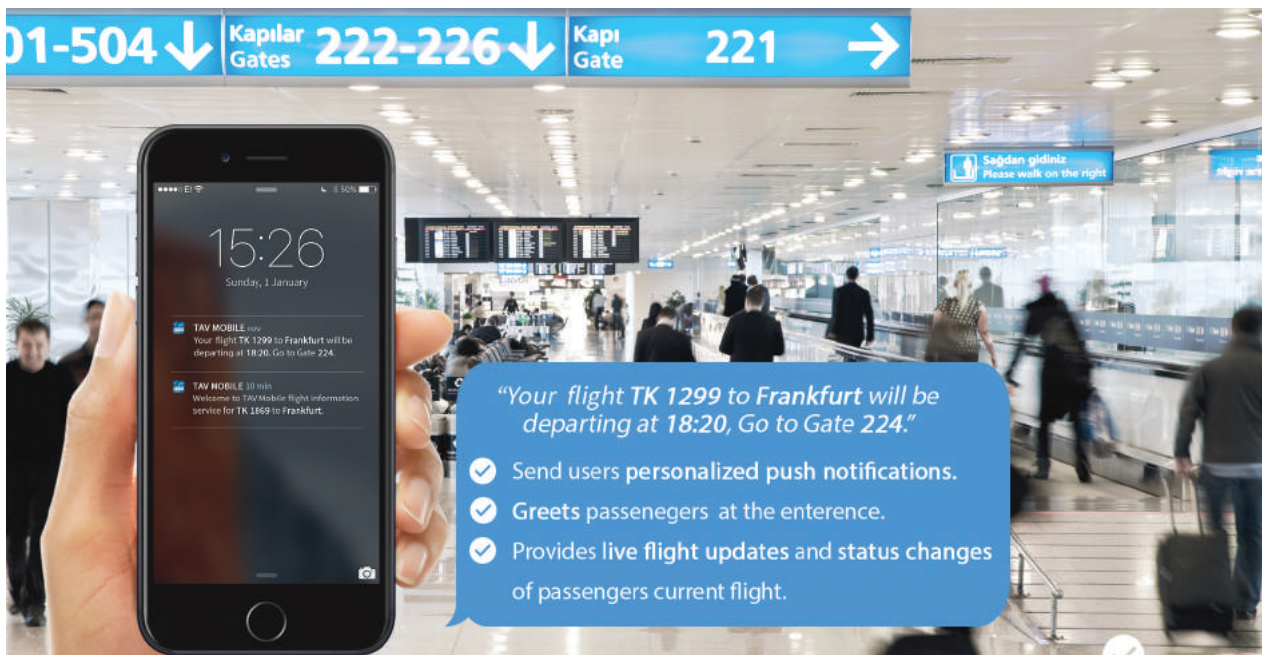 01-504
Kapılar
Gates
222-226
Kapı
Gate
221
Sağdan gidiniz
Please walk on the right
50%
15:26
Sunday, 1 January
TAV MOBILE now
Your flight TK 1299 to Frankfurt will be
departing at 18:20. Go to Gate 224.
TAV MOBILE 10 min
Welcome to TAV Mobile flight information
service for TK 1869 to Frankfurt.
“Your flight TK 1299 to Frankfurt will be
departing at 18:20, Go to Gate 224.”
Send users personalized push notifications.
Greets passenegers at the enterence.
Provides live flight updates and status changes
of passengers current flight.